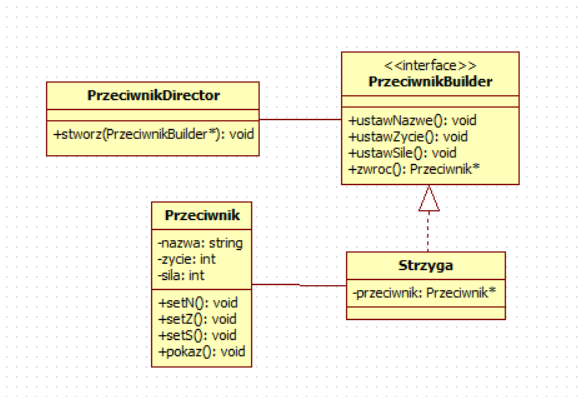 PrzeciwnikDirector
+stworz(PrzeciwnikBuilder*): void
<<interface>>
PrzeciwnikBuilder
+ustawNazwe(): void
+ustawZycie(): void
+ustawSile(): void
+zwroc(): Przeciwnik*
Przeciwnik
-nazwa: string
-zycie: int
-sila: int
+setN(): void
+setZ(): void
+setS(): void
+pokaz(): void
Strzyga
-przeciwnik: Przeciwnik*